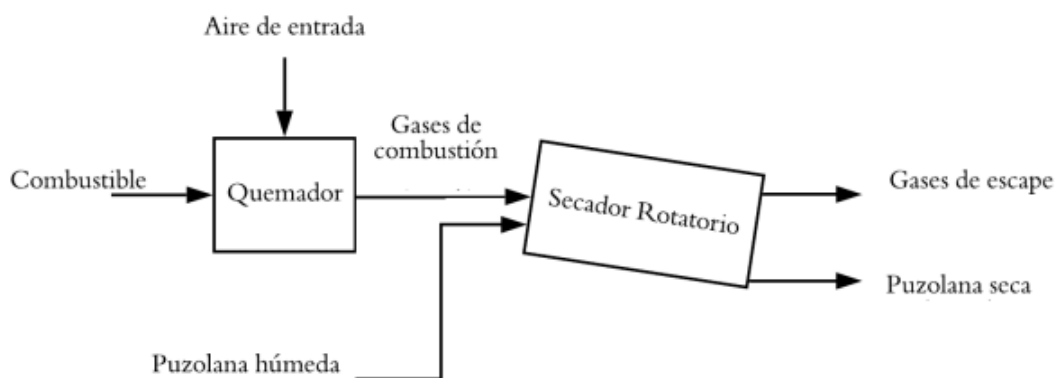 Aire de entrada
Gases de
combustión
Combustible
Quemador
Secador Rotatorio
Gases de escape
Puzolana seca
Puzolana húmeda